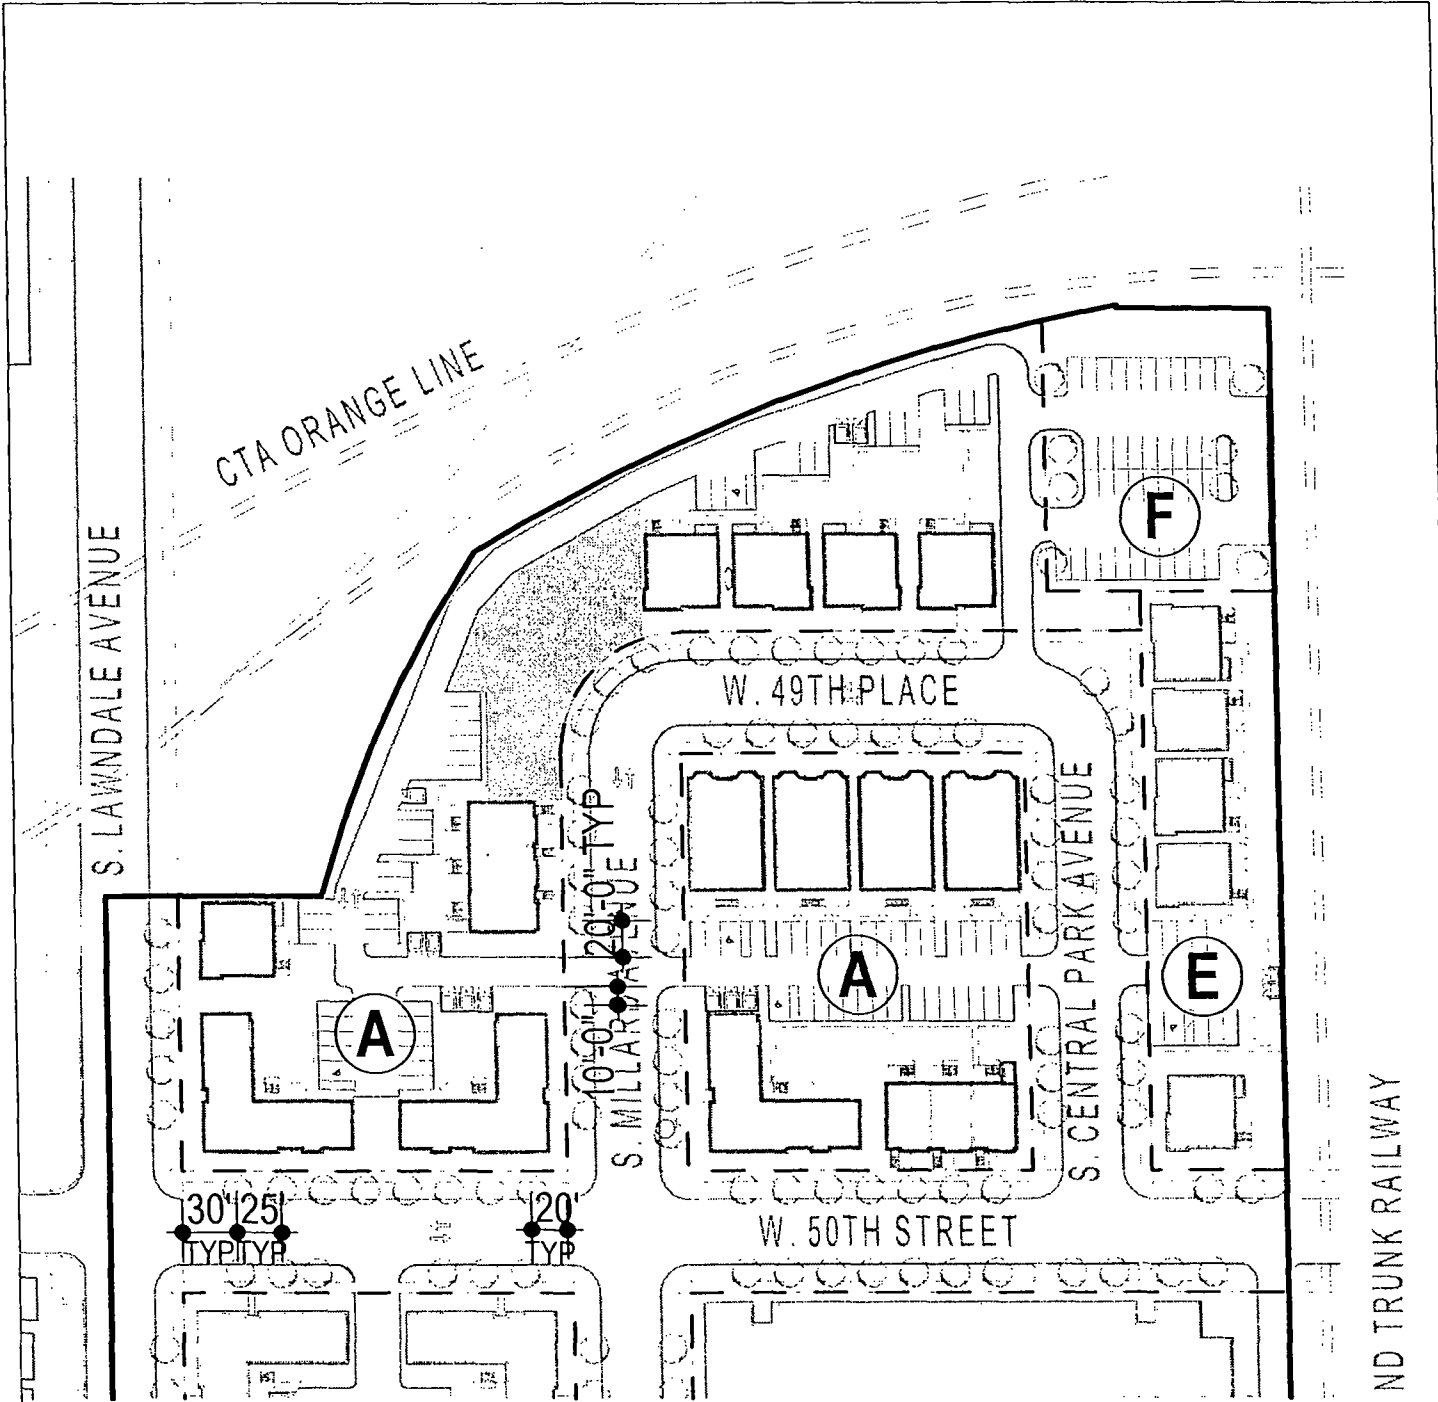 CTA ORANGE LINE
S. LAWNDALE AVENUE
F
W. 49TH PLACE
20'-0" TYP
10'-0"
S. MILLARD AVENUE
S. CENTRAL PARK AVENUE
A
A
E
30' 25' 20'
TYP TYP TYP
W. 50TH STREET
ND TRUNK RAILWAY